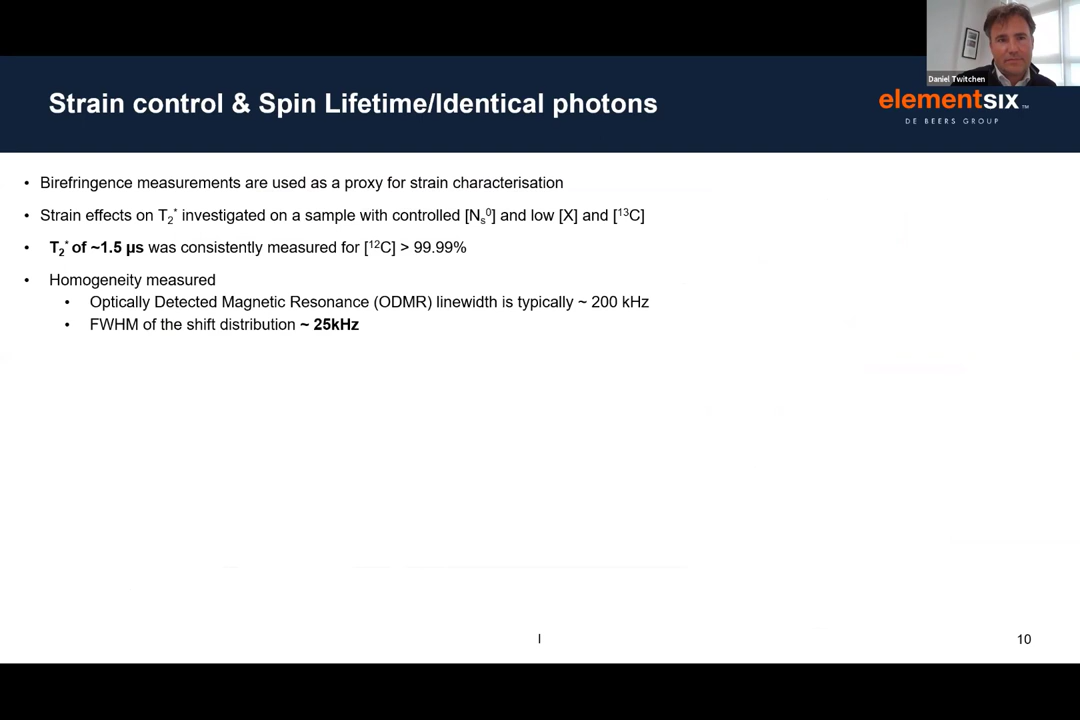 Daniel Twitchen
Strain control & Spin Lifetime/Identical photons
elementsix™
DE BEERS GROUP
• Birefringence measurements are used as a proxy for strain characterisation
• Strain effects on T₂* investigated on a sample with controlled [Nₛ⁰] and low [X] and [¹³C]
• T₂* of ~1.5 µs was consistently measured for [¹²C] > 99.99%
• Homogeneity measured
• Optically Detected Magnetic Resonance (ODMR) linewidth is typically ~ 200 kHz
• FWHM of the shift distribution ~ 25kHz
I
10